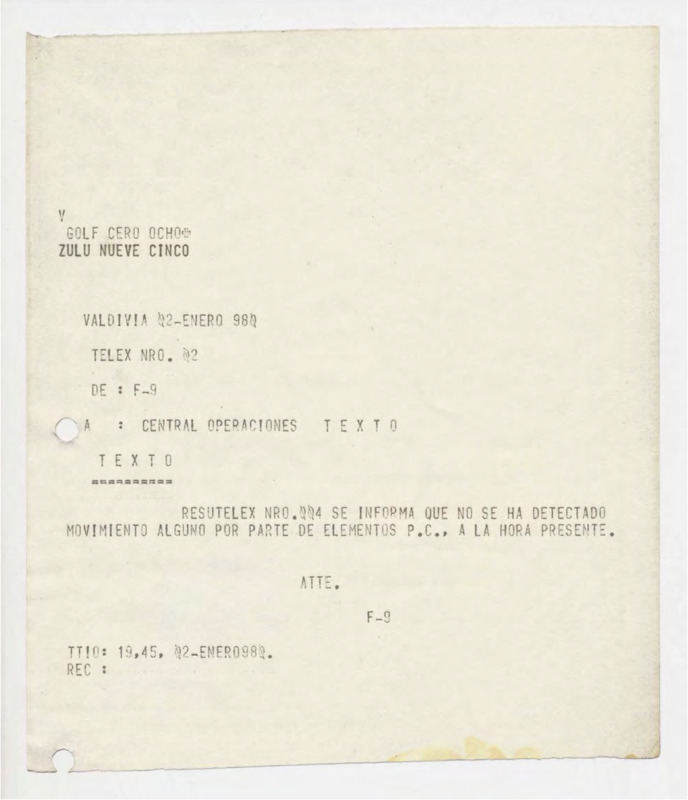 V
GOLF CERO OCHO
ZULU NUEVE CINCO
VALDIVIA 02-ENERO 980
TELEX NRO. 02
DE : F-9
A : CENTRAL OPERACIONES T E X T O
T E X T O
==========
RESUTELEX NRO.004 SE INFORMA QUE NO SE HA DETECTADO
MOVIMIENTO ALGUNO POR PARTE DE ELEMENTOS P.C., A LA HORA PRESENTE.
ATTE.
F-9
TTIO: 19,45, 02-ENERO980.
REC :